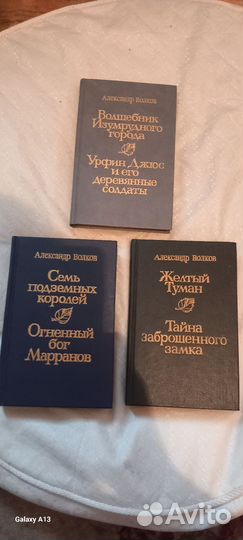 Александр Волков
Волшебник
Изумрудного
города
Урфин Джюс
и его
деревянные
солдаты
Александр Волков
Семь
подземных
королей
Огненный
бог
Марранов
Александр Волков
Желтый
Туман
Тайна
заброшенного
замка
Galaxy A13
Avito